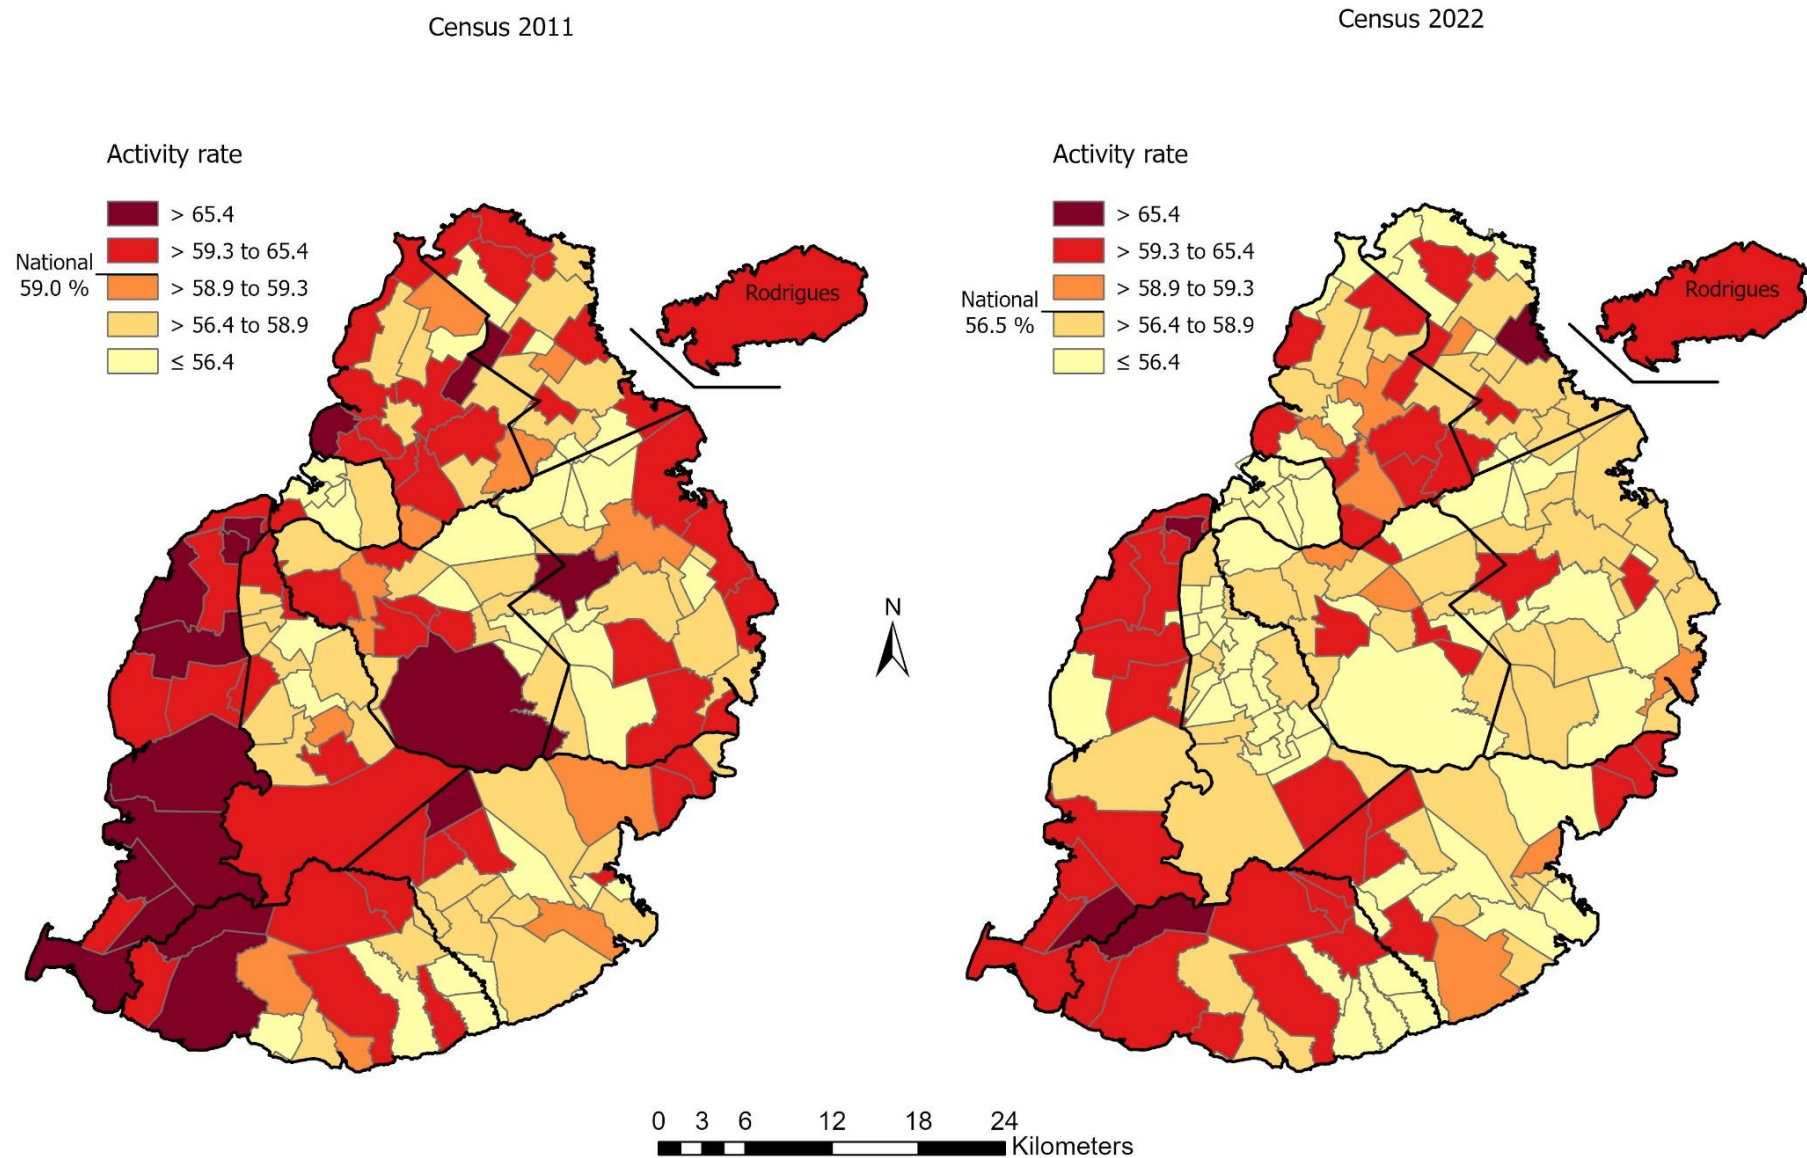 Census 2011
Activity rate
> 65.4
> 59.3 to 65.4
National
59.0 %
> 58.9 to 59.3
> 56.4 to 58.9
≤ 56.4
Rodrigues
Census 2022
Activity rate
> 65.4
> 59.3 to 65.4
> 58.9 to 59.3
National
56.5 %
> 56.4 to 58.9
≤ 56.4
Rodrigues
N
0 3 6 12 18 24
Kilometers